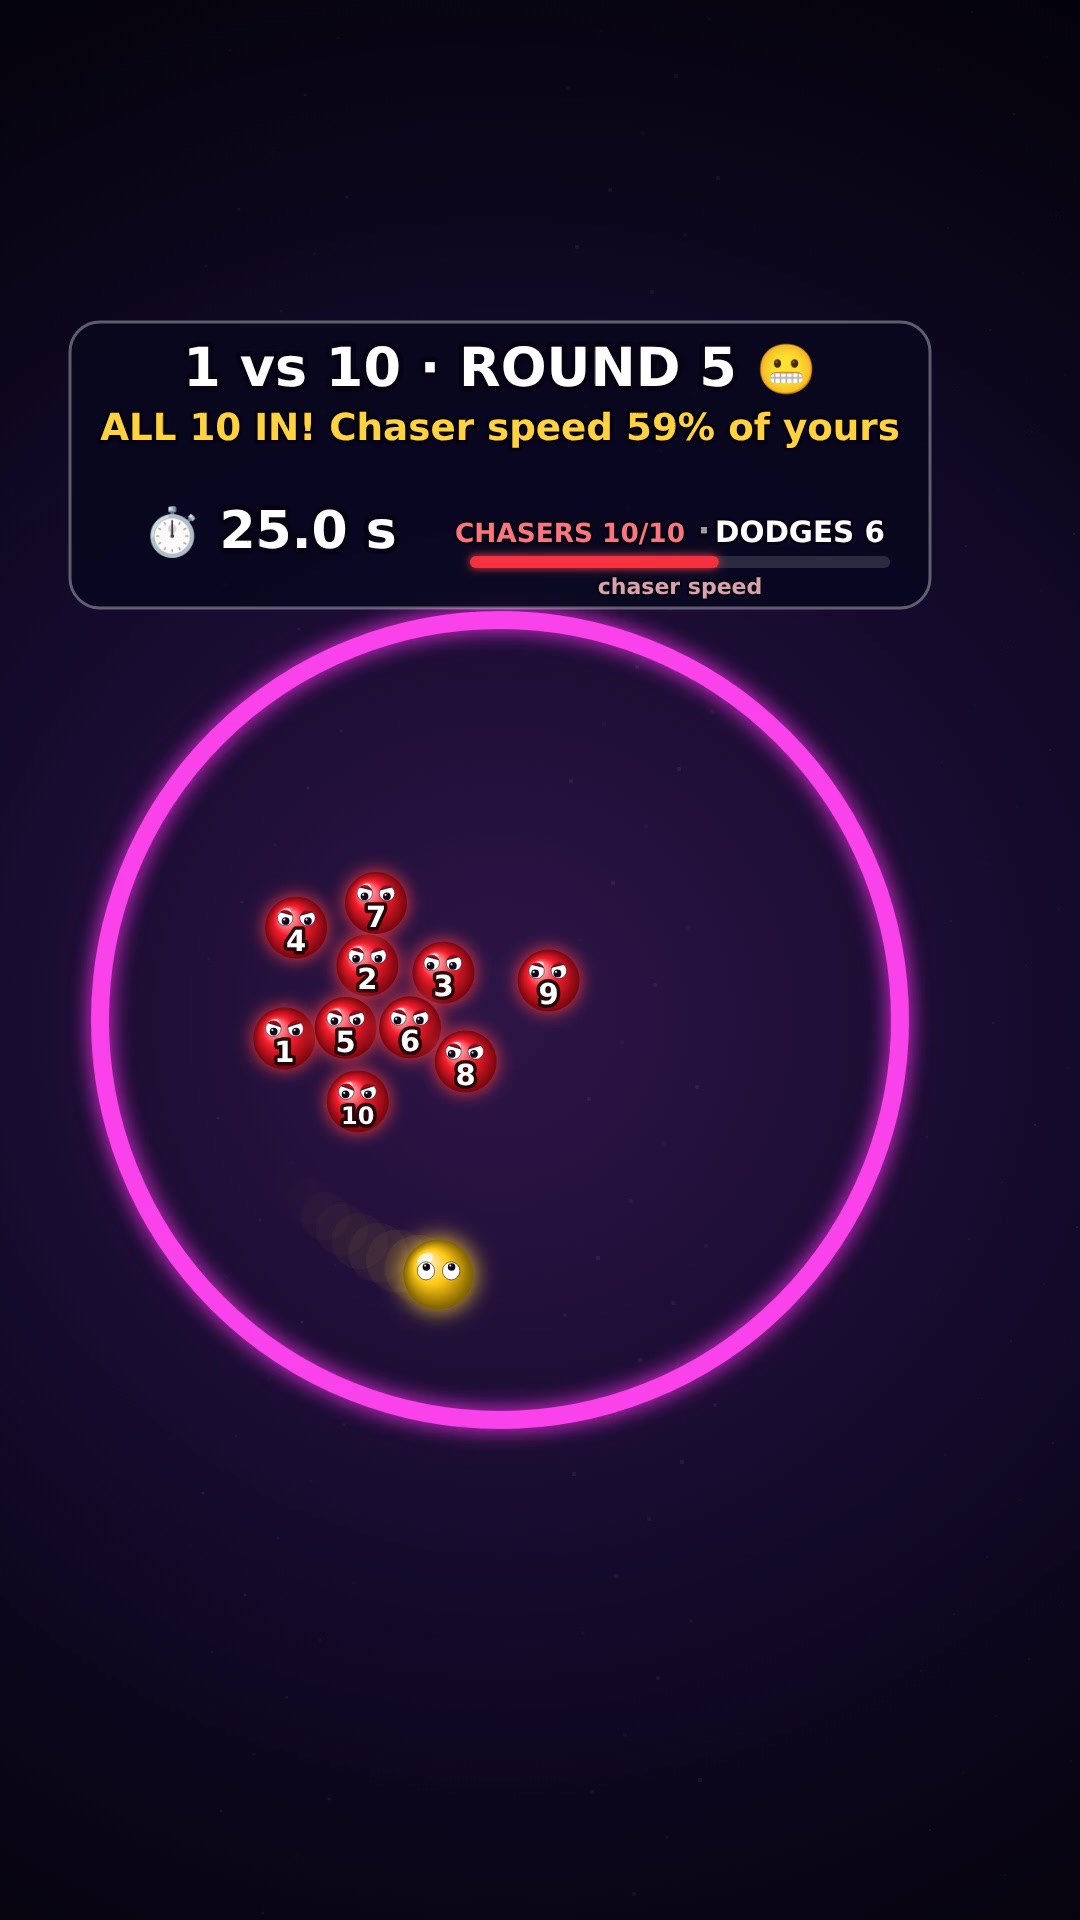 1 vs 10 · ROUND 5 😬
ALL 10 IN! Chaser speed 59% of yours
⏱️ 25.0 s
CHASERS 10/10 · DODGES 6
chaser speed
7
4
2
3
9
5
6
1
8
10